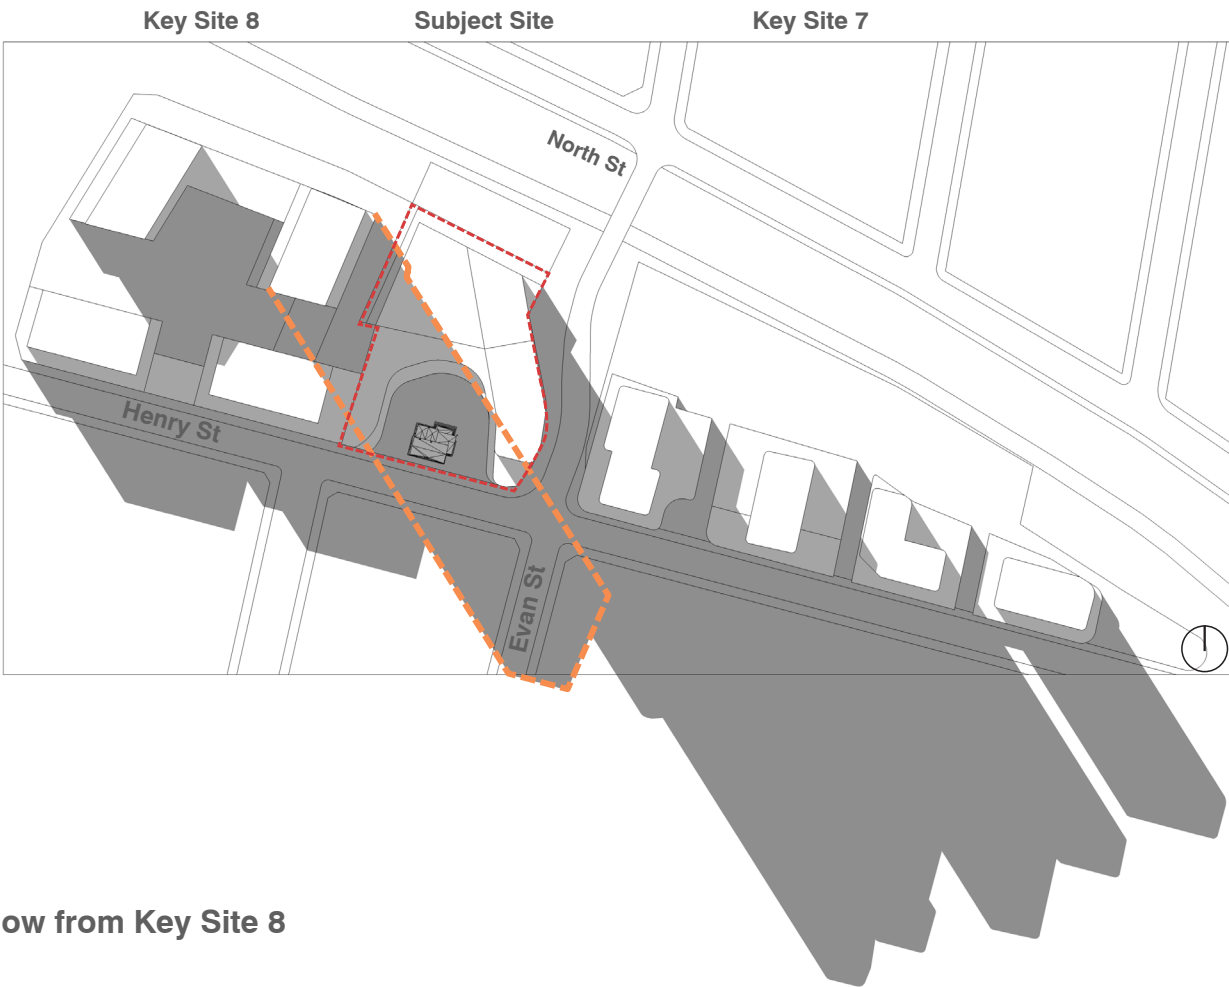 Key Site 8
Subject Site
Key Site 7
North St
Henry St
Evan St
ow from Key Site 8